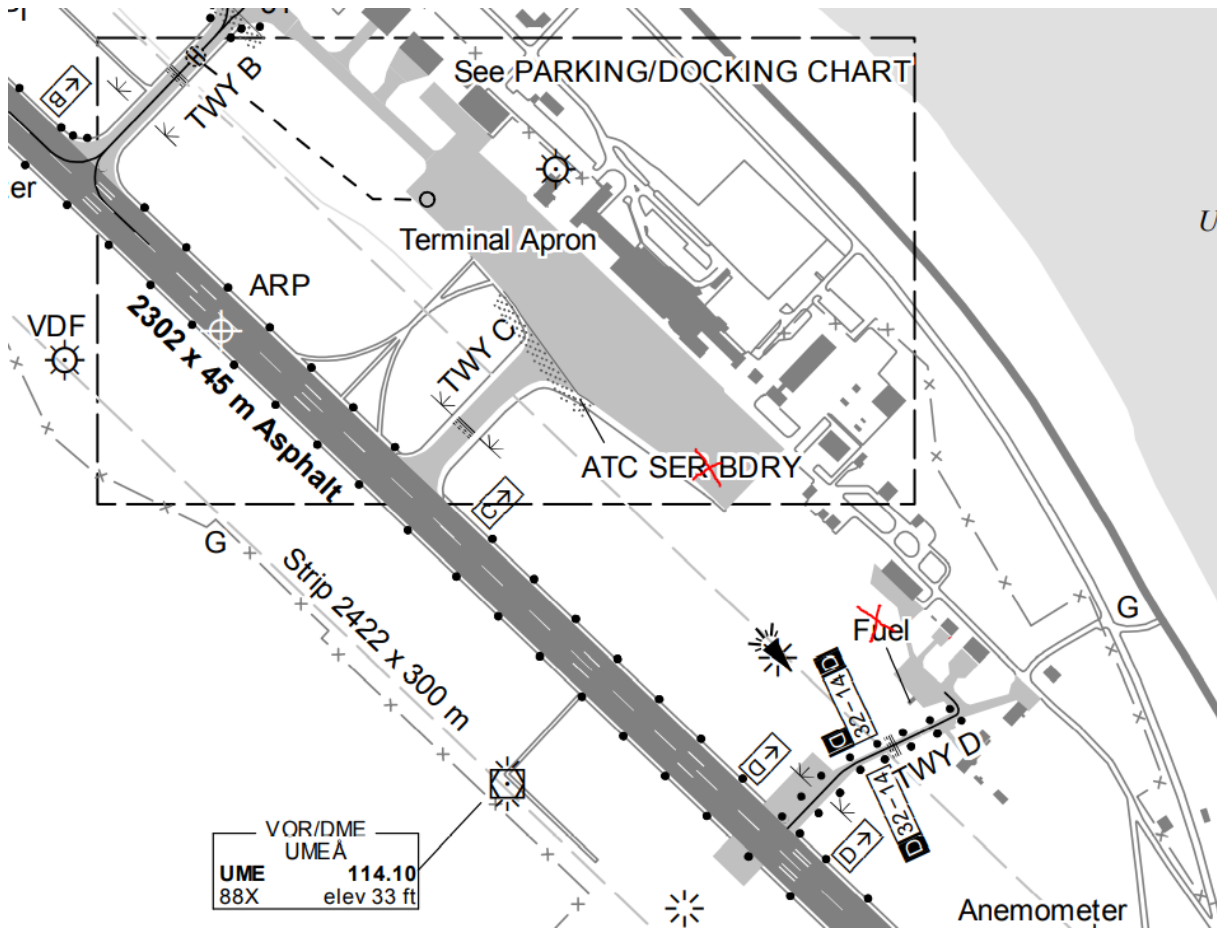 See PARKING/DOCKING CHART
←B
TWY B
er
U
Terminal Apron
ARP
VDF
2302 x 45 m Asphalt
TWY C
ATC SER BDRY
←C
G
Strip 2422 x 300 m
G
Fuel
D 32-14 D
←D
TWY D
32-14 D
D→
VOR/DME
UMEÅ
UME 114.10
88X elev 33 ft
Anemometer